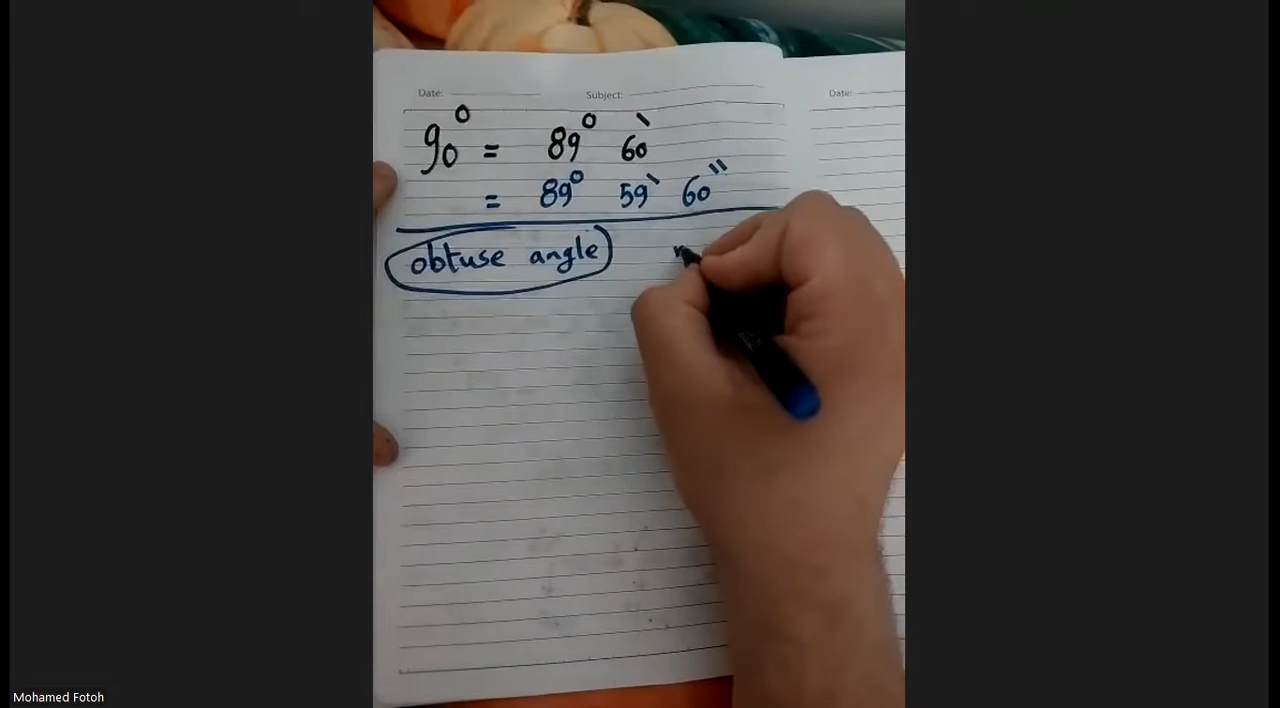 Date: Subject: Date:
90° = 89° 60`
= 89° 59` 60``
obtuse angle
Mohamed Fotoh